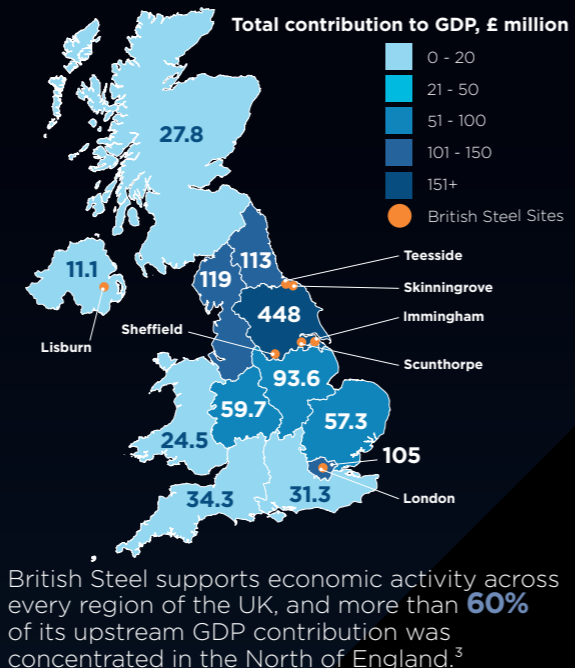 Total contribution to GDP, £ million
0 - 20
21 - 50
51 - 100
101 - 150
151+
British Steel Sites
27.8
11.1
113
119
Teesside
Skinningrove
448
Immingham
Sheffield
Lisburn
Scunthorpe
93.6
59.7
57.3
24.5
105
London
34.3
31.3
British Steel supports economic activity across
every region of the UK, and more than 60%
of its upstream GDP contribution was
concentrated in the North of England.³